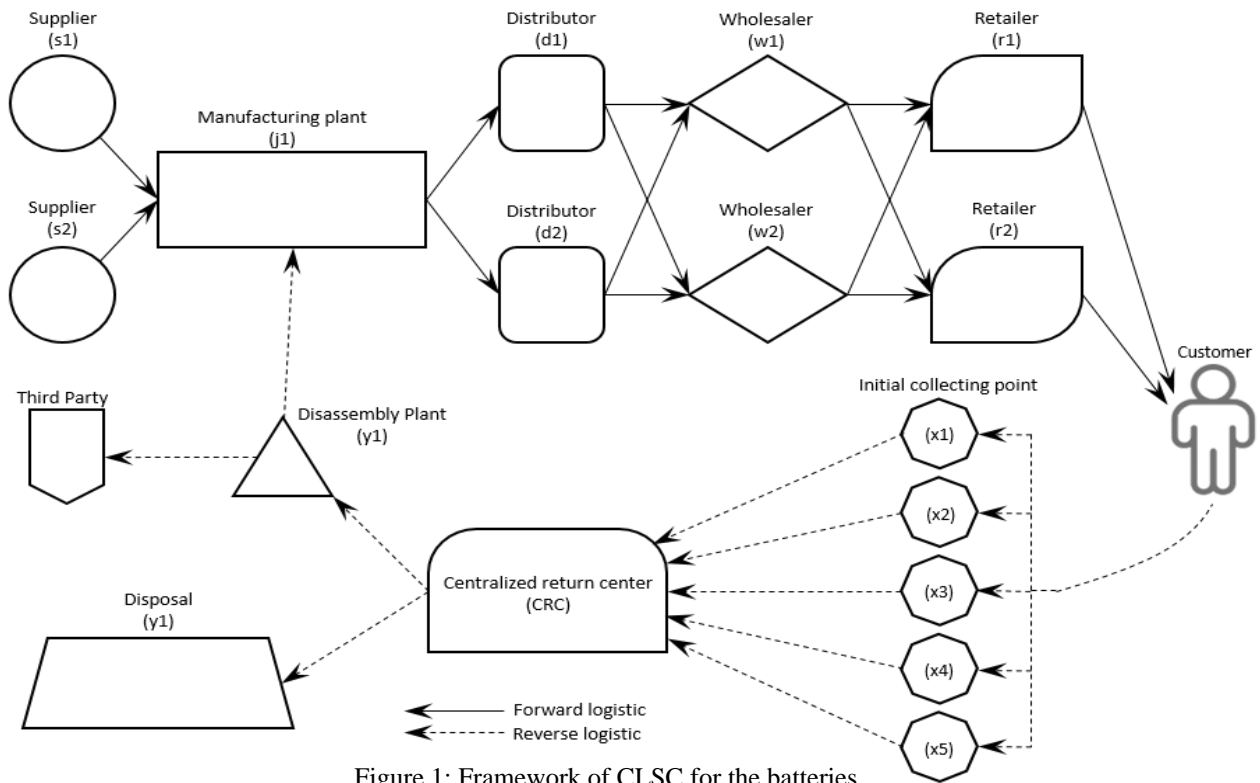 Supplier
(s1)
Distributor
(d1)
Wholesaler
(w1)
Retailer
(r1)
Manufacturing plant
(j1)
Supplier
(s2)
Distributor
(d2)
Wholesaler
(w2)
Retailer
(r2)
Customer
Third Party
Disassembly Plant
(y1)
Initial collecting point
(x1)
(x2)
(x3)
(x4)
(x5)
Centralized return center
(CRC)
Disposal
(y1)
Forward logistic
Reverse logistic
Figure 1: Framework of CLSC for the batteries